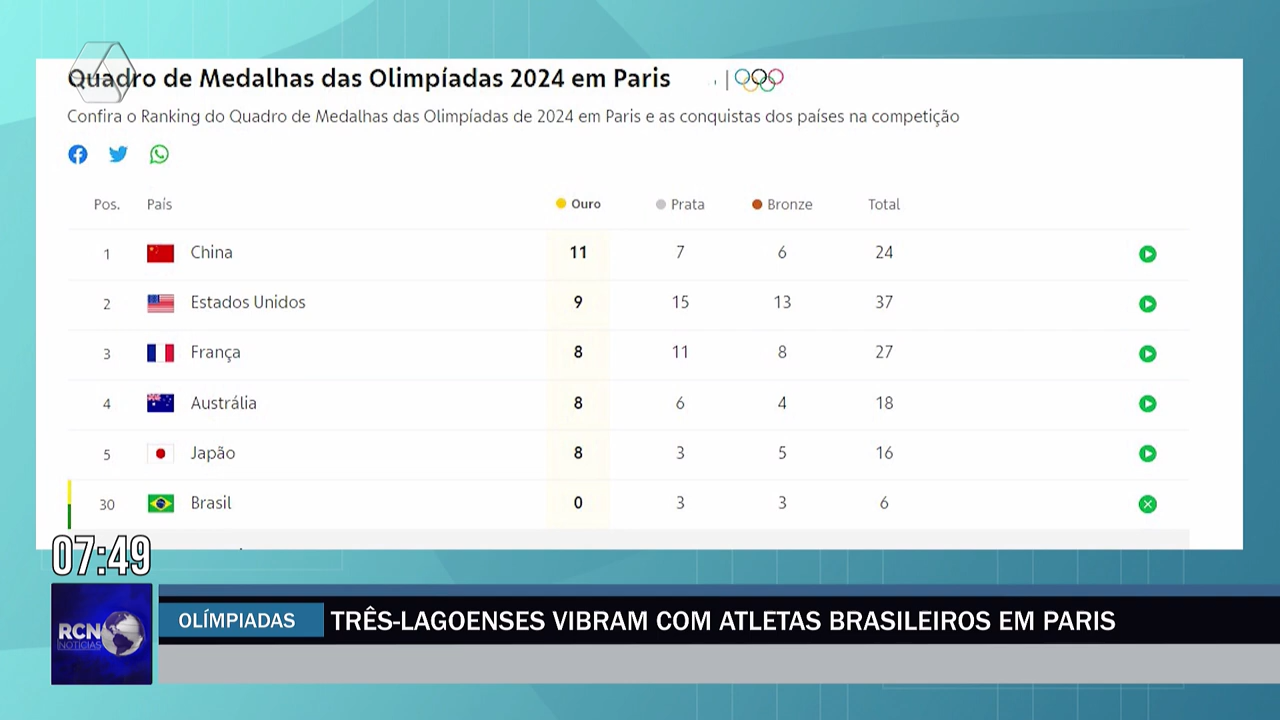 Quadro de Medalhas das Olimpíadas 2024 em Paris
Confira o Ranking do Quadro de Medalhas das Olimpíadas de 2024 em Paris e as conquistas dos países na competição
Pos. País Ouro Prata Bronze Total
1 China 11 7 6 24
2 Estados Unidos 9 15 13 37
3 França 8 11 8 27
4 Austrália 8 6 4 18
5 Japão 8 3 5 16
30 Brasil 0 3 3 6
07:49
RCN
NOTÍCIAS
OLÍMPIADAS
TRÊS-LAGOENSES VIBRAM COM ATLETAS BRASILEIROS EM PARIS